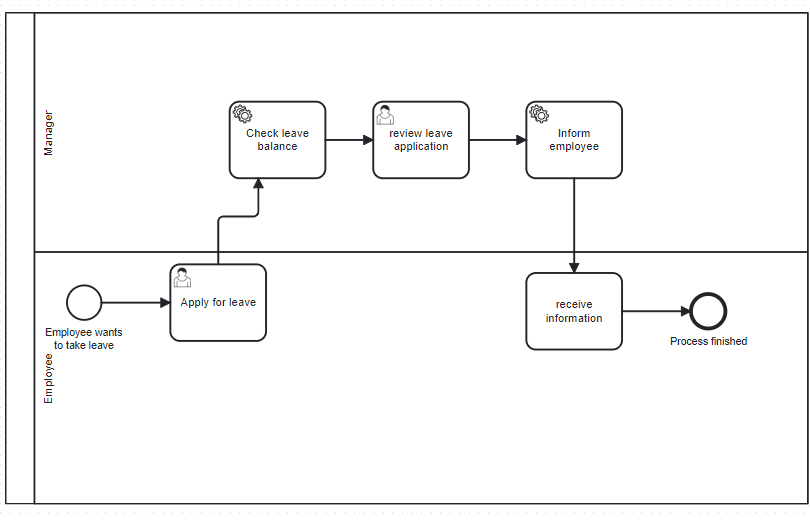 Manager
Check leave
balance
review leave
application
Inform
employee
Employee
Employee wants
to take leave
Apply for leave
receive
information
Process finished